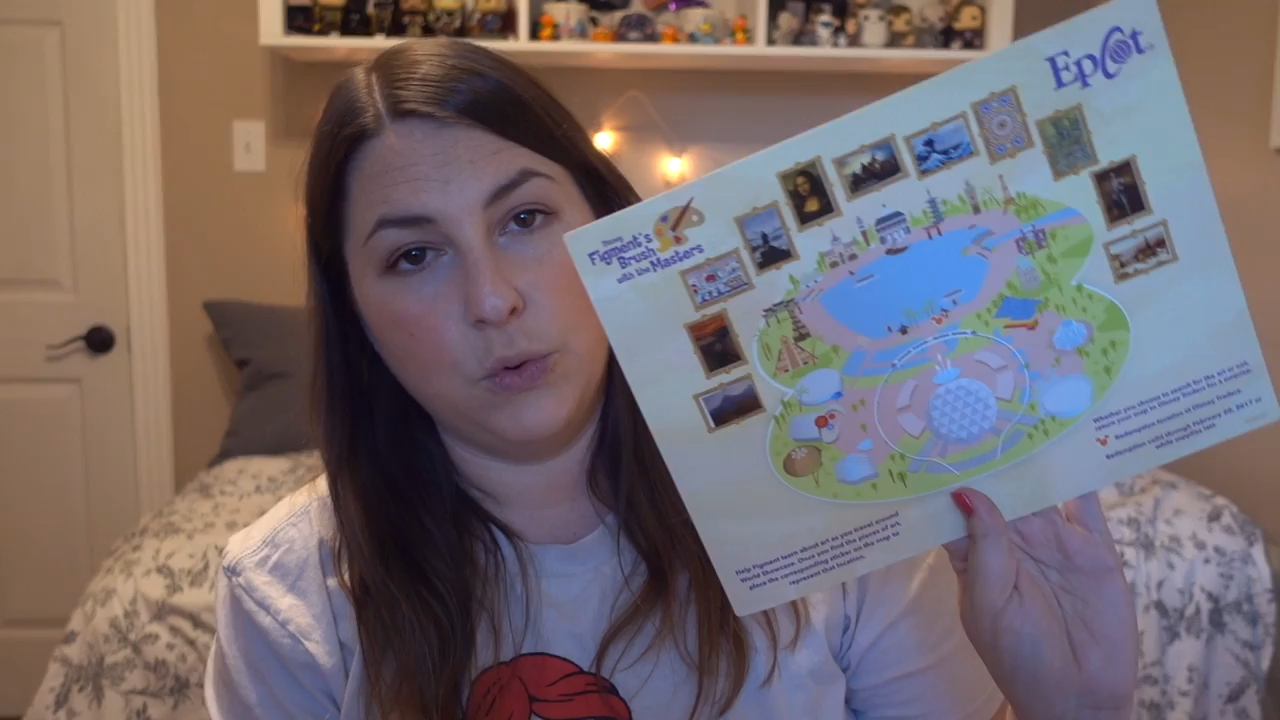 Epcot
Disney
Figment's
Brush
with the Masters
Whether you choose to search for the art or not,
return your map to Disney Traders for a surprise.
Redemption location at Disney Traders.
Redemption valid through February 20, 2017 or
while supplies last.
Help Figment learn about art as you travel around
World Showcase. Once you find the pieces of art,
place the corresponding sticker on the map to
represent that location.